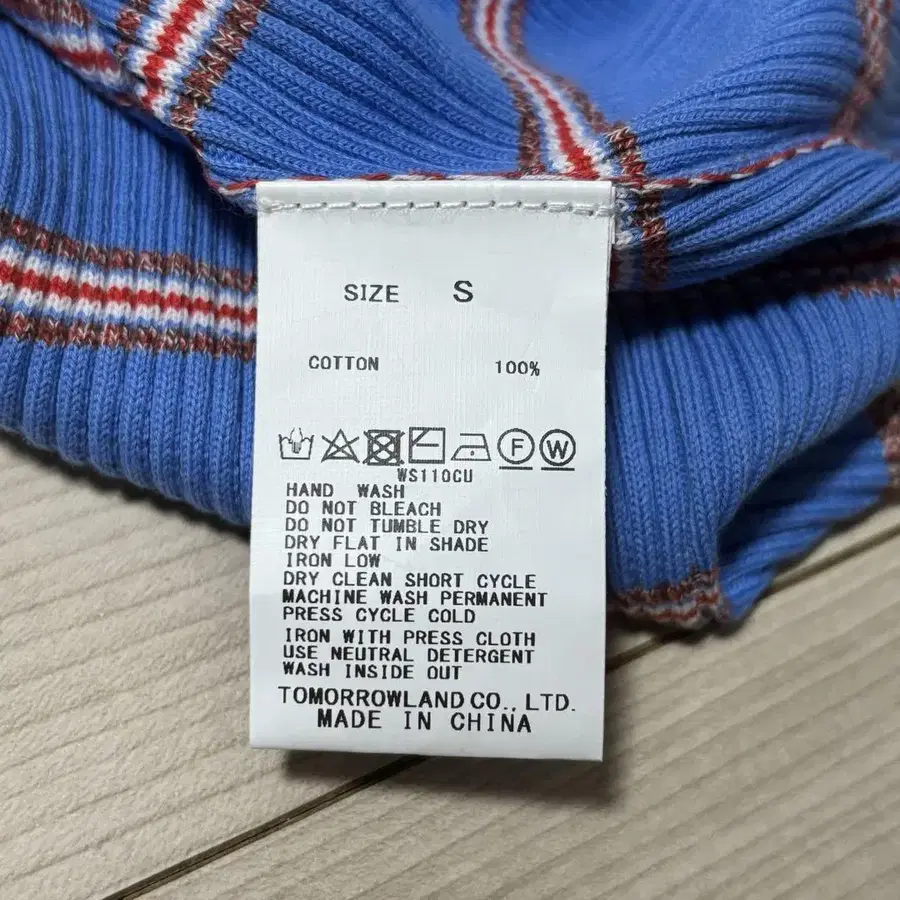 SIZE S
COTTON 100%
F W
WS110CU
HAND WASH
DO NOT BLEACH
DO NOT TUMBLE DRY
DRY FLAT IN SHADE
IRON LOW
DRY CLEAN SHORT CYCLE
MACHINE WASH PERMANENT
PRESS CYCLE COLD
IRON WITH PRESS CLOTH
USE NEUTRAL DETERGENT
WASH INSIDE OUT
TOMORROWLAND CO., LTD.
MADE IN CHINA